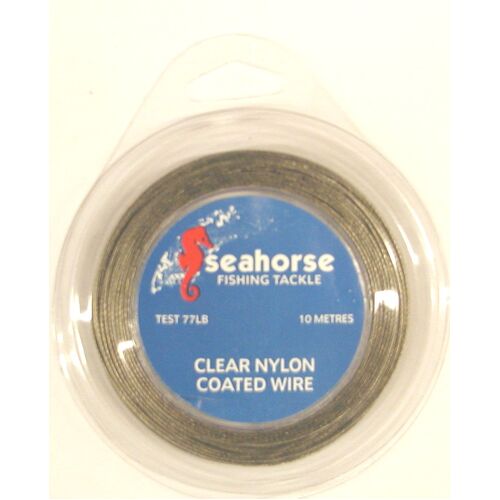 seahorse
FISHING TACKLE
TEST 77LB 10 METRES
CLEAR NYLON
COATED WIRE